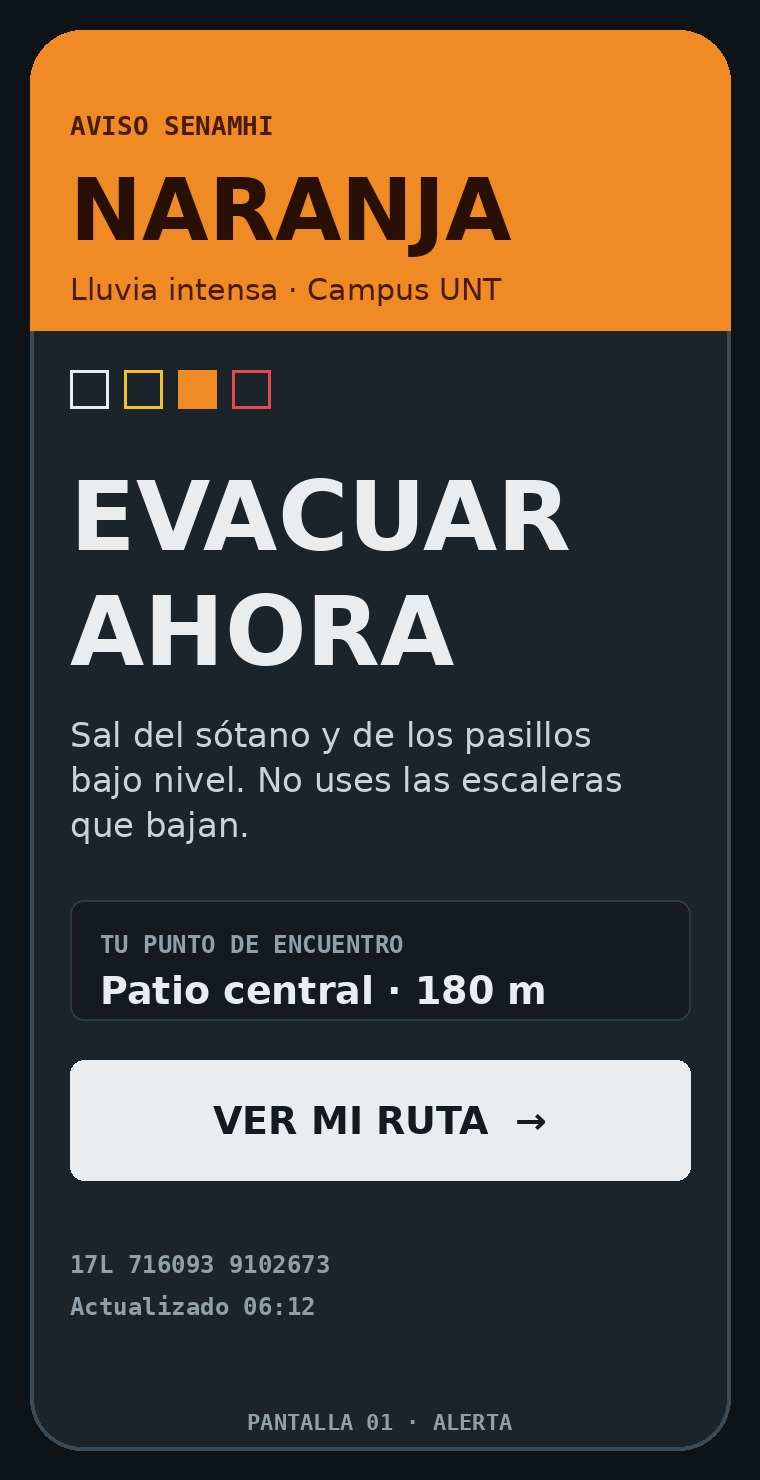 AVISO SENAMHI
NARANJA
Lluvia intensa · Campus UNT
EVACUAR
AHORA
Sal del sótano y de los pasillos
bajo nivel. No uses las escaleras
que bajan.
TU PUNTO DE ENCUENTRO
Patio central · 180 m
VER MI RUTA →
17L 716093 9102673
Actualizado 06:12
PANTALLA 01 · ALERTA